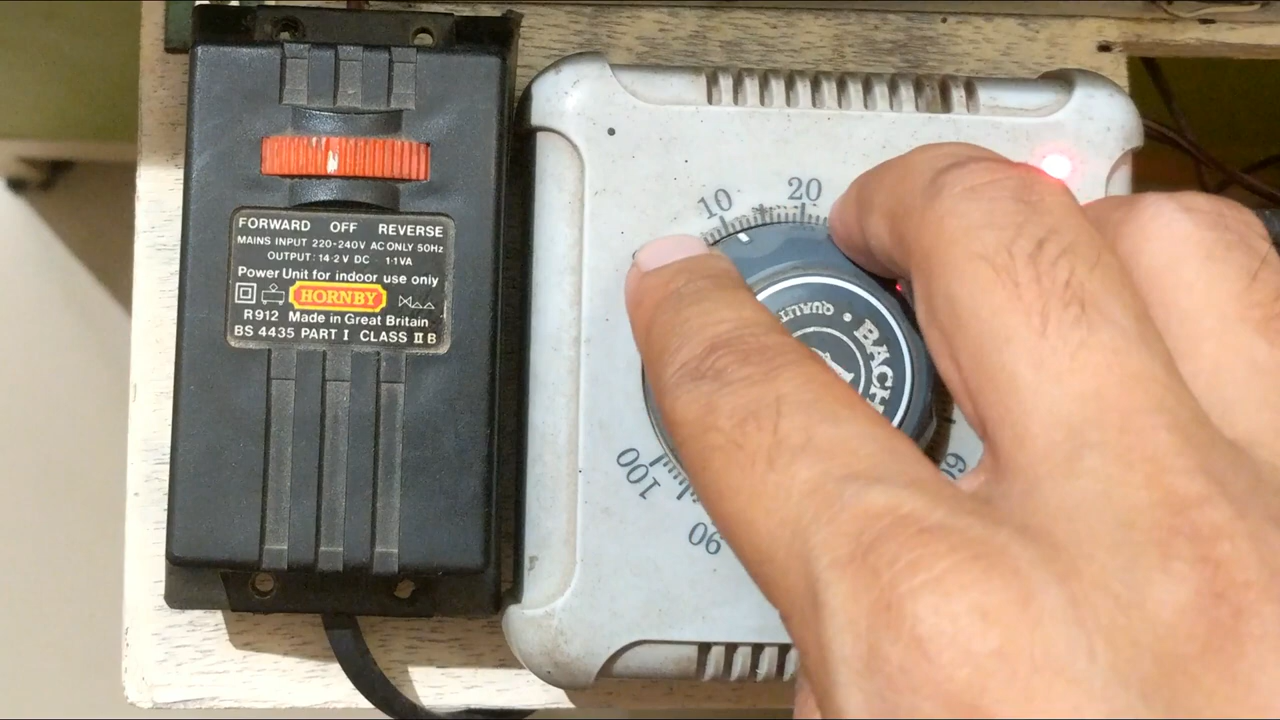 FORWARD OFF REVERSE
MAINS INPUT 220-240V AC ONLY 50Hz
OUTPUT: 14·2 V DC 1·1VA
Power Unit for indoor use only
HORNBY
R912 Made in Great Britain
BS 4435 PART I CLASS II B
10
20
BACH
100
90